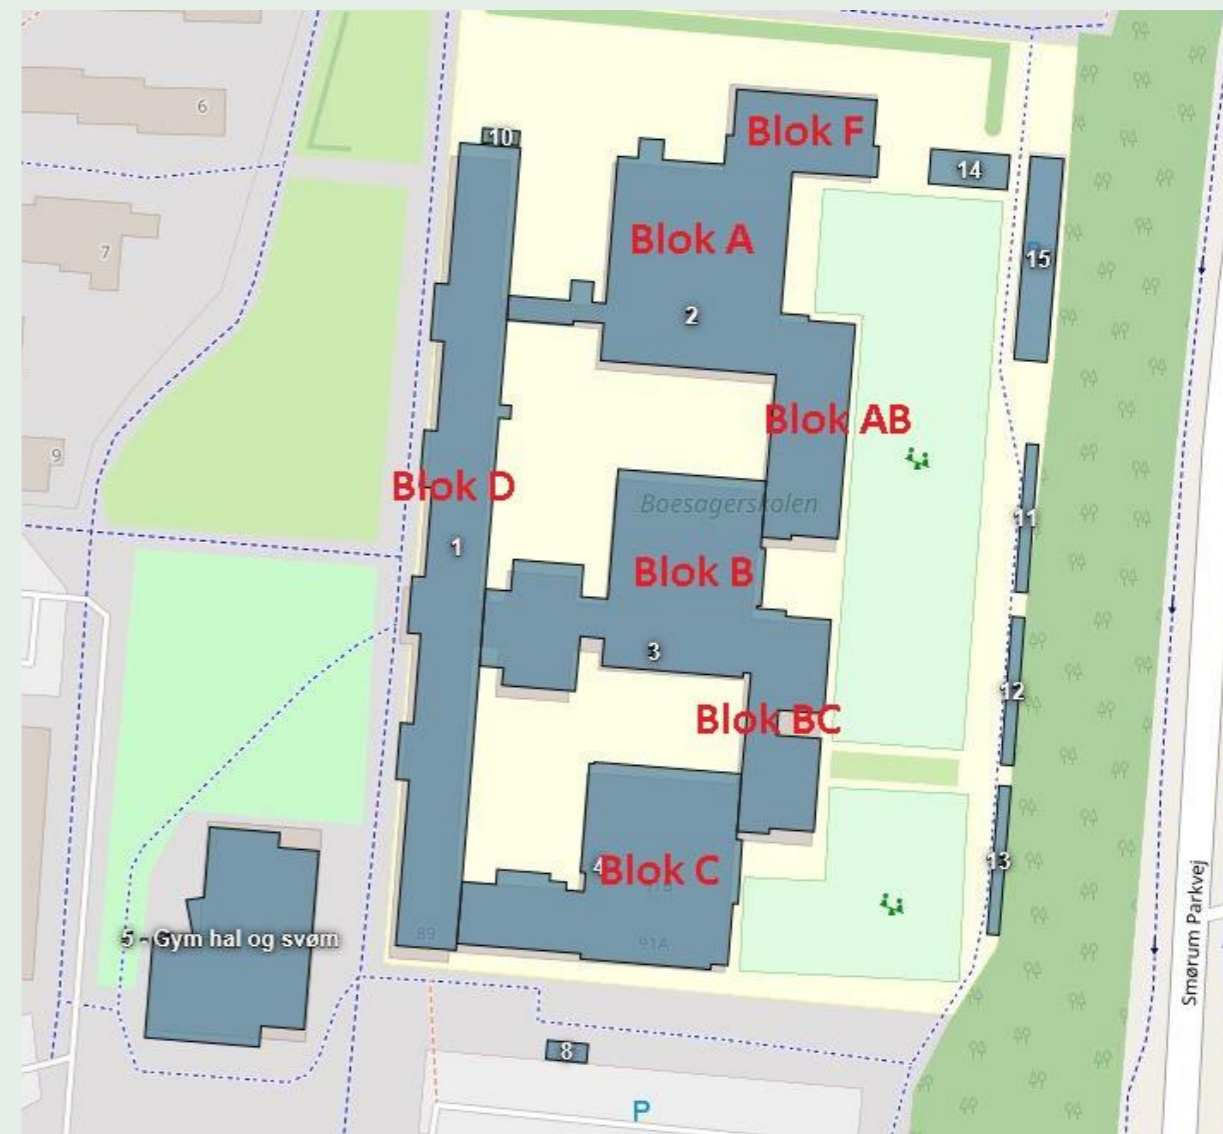 6
10
Blok F
14
Blok A
7
15
2
Blok AB
9
Blok D
Boesagerskolen
11
1
Blok B
3
12
Blok BC
13
4
Blok C
89
91A
5 - Gym hal og svøm
Smørum Parkvej
8
P